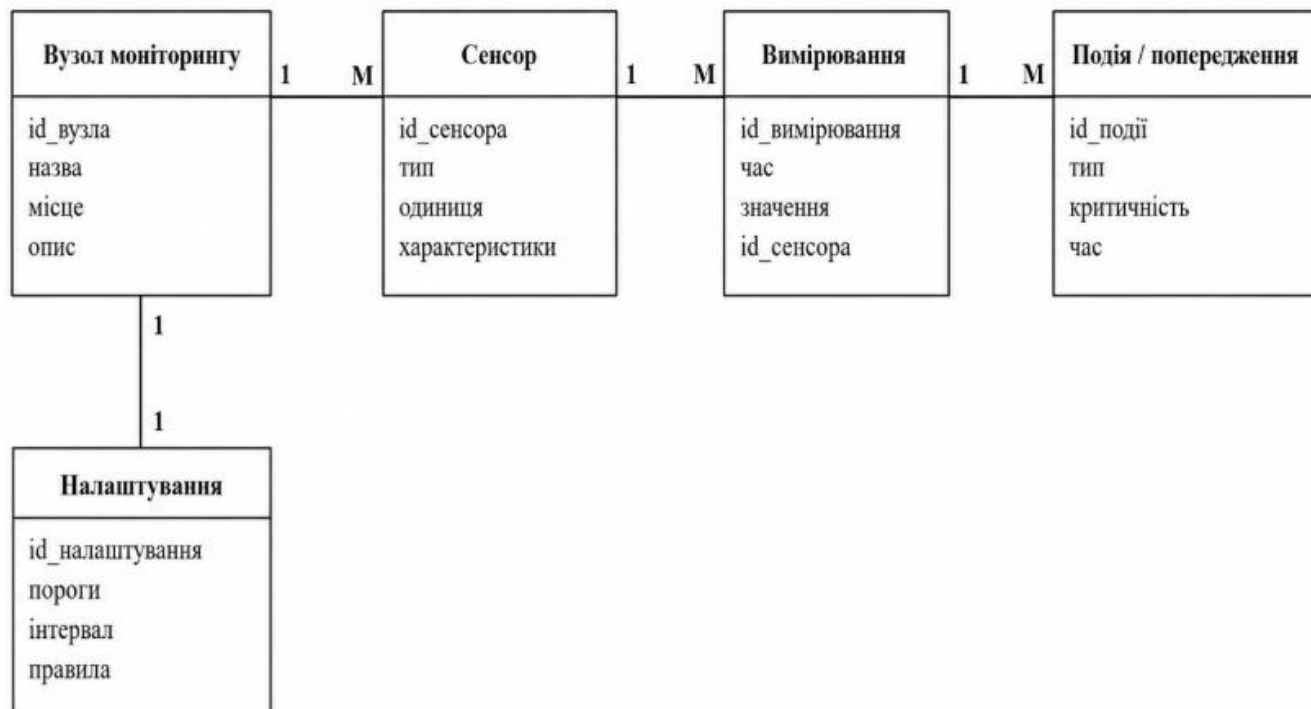 Вузол моніторингу
1 М
Сенсор
1 М
Вимірювання
1 М
Подія / попередження
id_вузла
назва
місце
опис
id_сенсора
тип
одиниця
характеристики
id_вимірювання
час
значення
id_сенсора
id_події
тип
критичність
час
1
1
Налаштування
id_налаштування
пороги
інтервал
правила